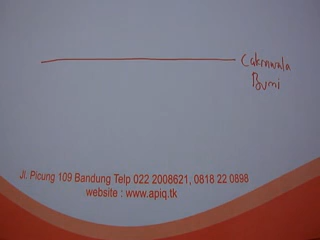 Cakrawala
Bumi
Jl. Picung 109 Bandung Telp 022 2008621, 0818 22 0898
website : www.apiq.tk